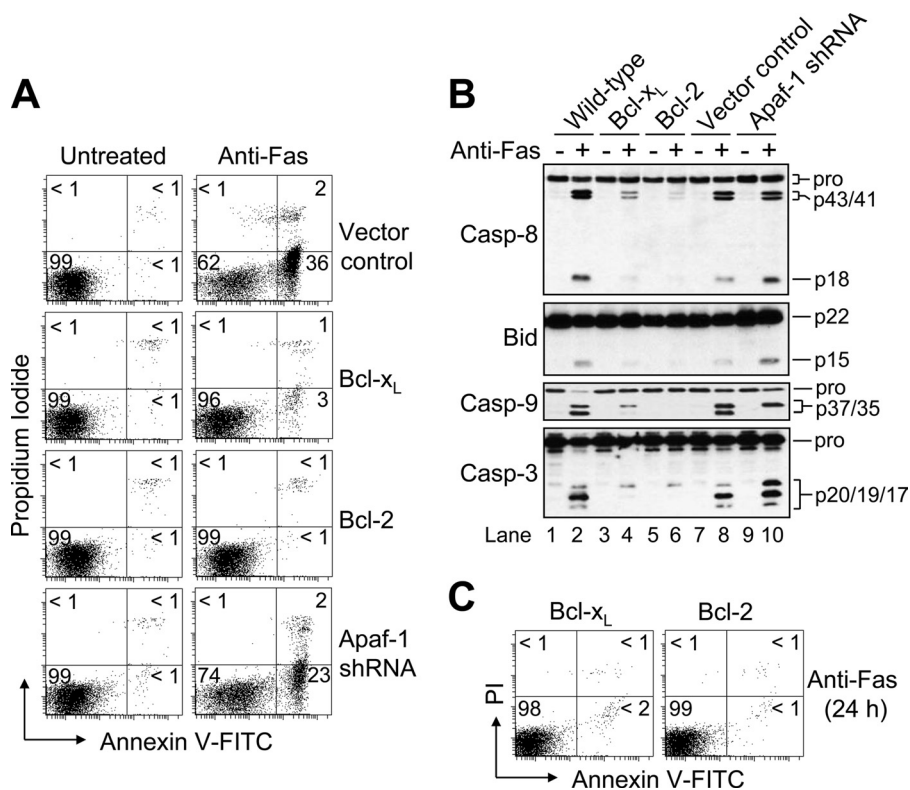 A
Untreated
Anti-Fas
< 1
< 1
< 1
2
99
< 1
62
36
Vector
control
< 1
< 1
< 1
1
99
< 1
96
3
Bcl-xL
< 1
< 1
< 1
< 1
99
< 1
99
< 1
Bcl-2
< 1
< 1
< 1
2
99
< 1
74
23
Apaf-1
shRNA
Propidium Iodide
Annexin V-FITC
B
Wild-type
Bcl-xL
Bcl-2
Vector control
Apaf-1 shRNA
Anti-Fas - + - + - + - + - +
Casp-8
pro
p43/41
p18
Bid
p22
p15
Casp-9
pro
p37/35
Casp-3
pro
p20/19/17
Lane 1 2 3 4 5 6 7 8 9 10
C
Bcl-xL
Bcl-2
< 1
< 1
< 1
< 1
98
< 2
99
< 1
Anti-Fas
(24 h)
PI
Annexin V-FITC